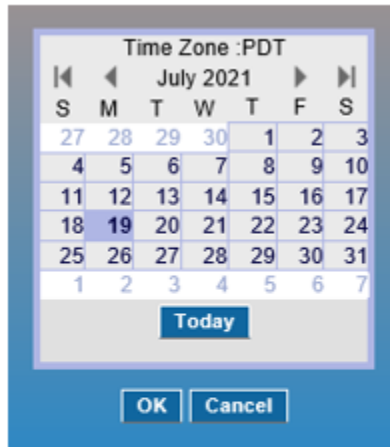 Time Zone :PDT
July 2021
S M T W T F S
27 28 29 30 1 2 3
4 5 6 7 8 9 10
11 12 13 14 15 16 17
18 19 20 21 22 23 24
25 26 27 28 29 30 31
1 2 3 4 5 6 7
Today
OK Cancel